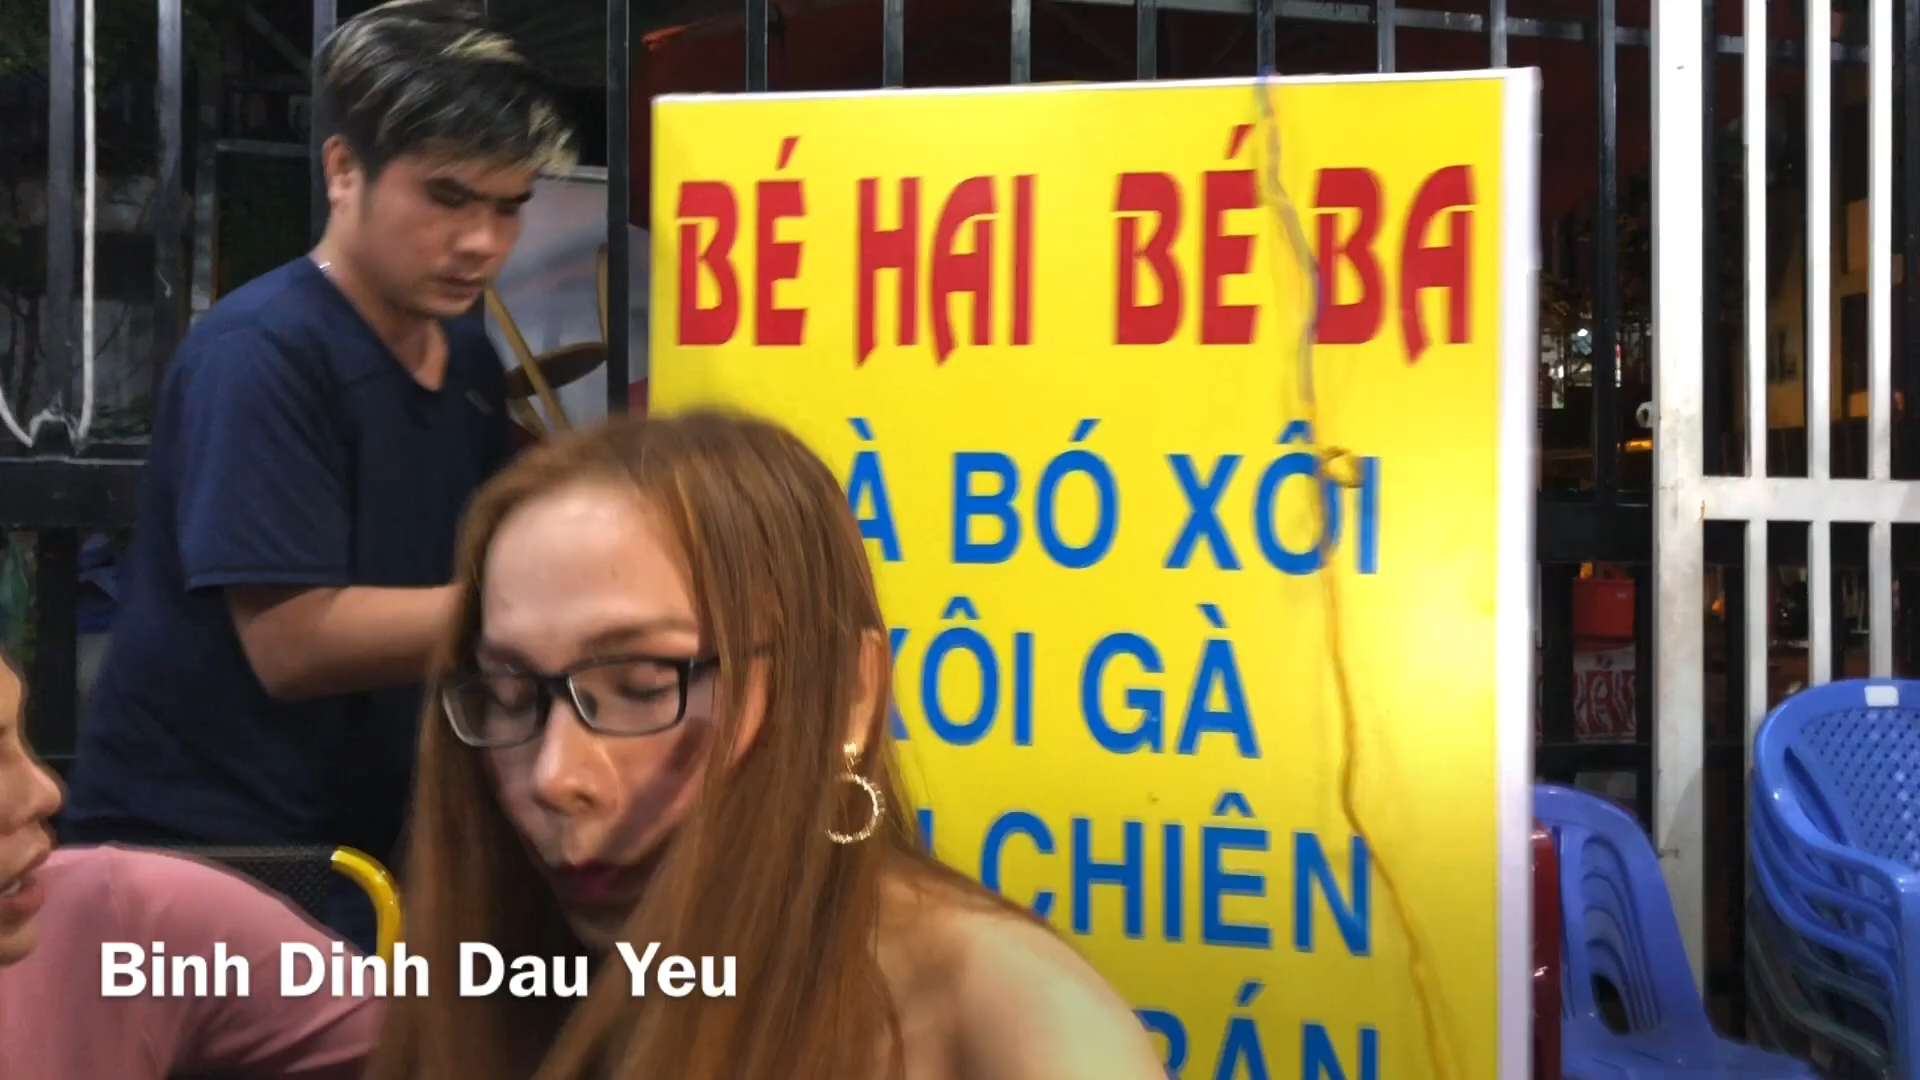 BÉ HAI BÉ BA
BÓ XÔI
XÔI GÀ
CHIÊN
Binh Dinh Dau Yeu